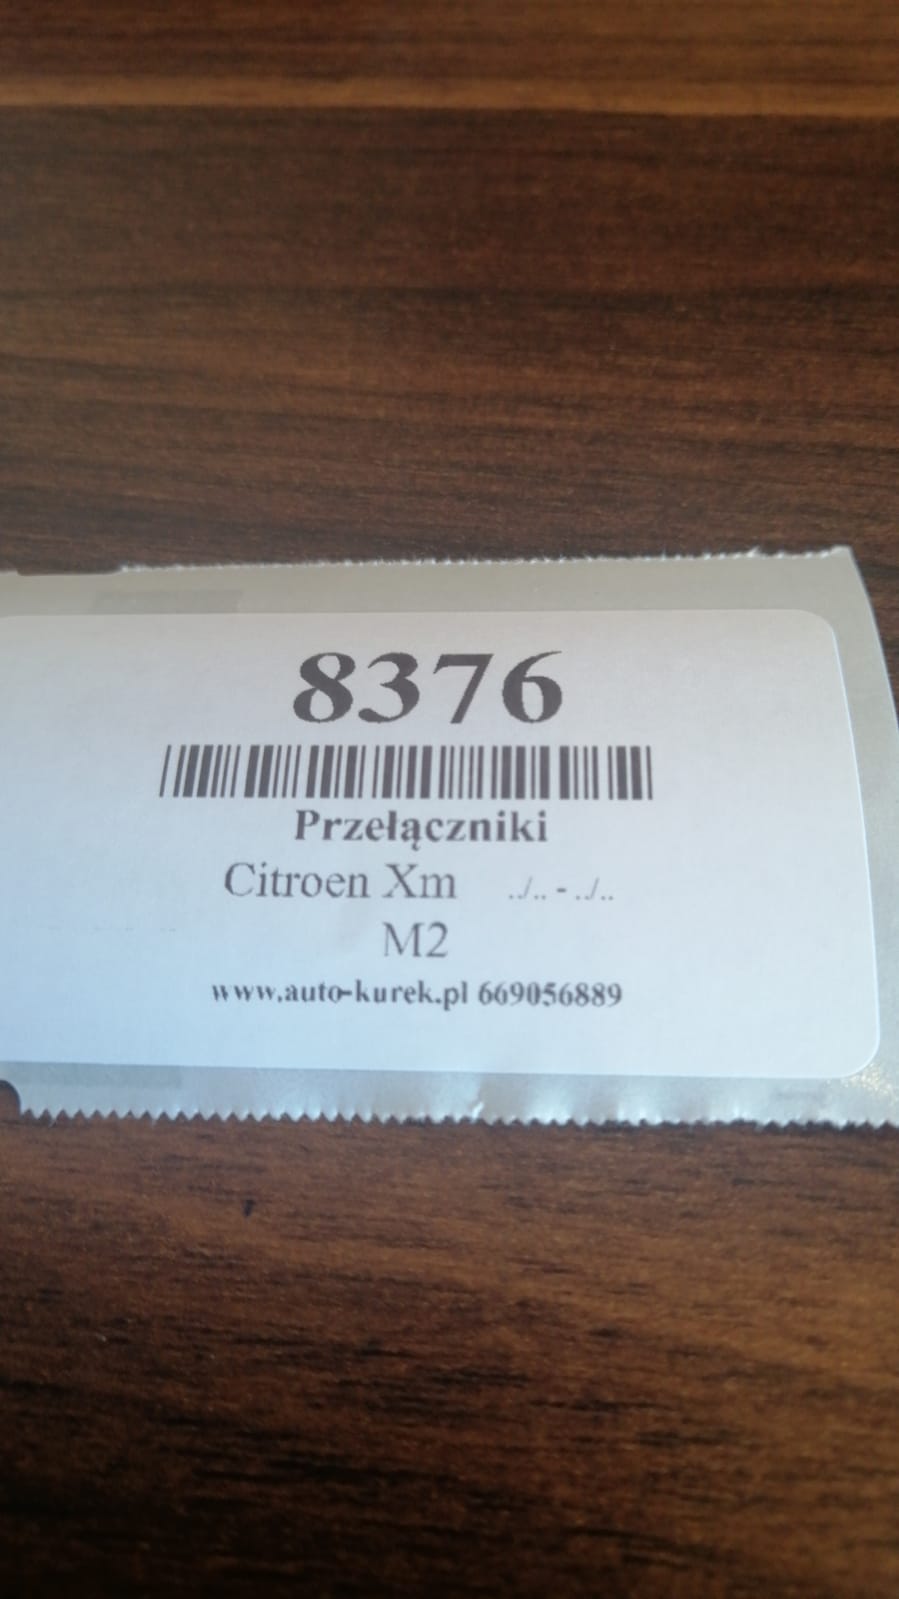 8376
Przełączniki
Citroen Xm ../.. - ../..
M2
www.auto-kurek.pl 669056889